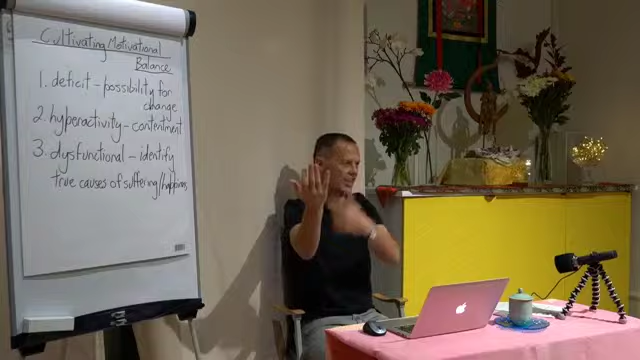 Cultivating Motivational
Balance
1. deficit – possibility for
change
2. hyperactivity – contentment
3. dysfunctional – identify
true causes of suffering/happiness